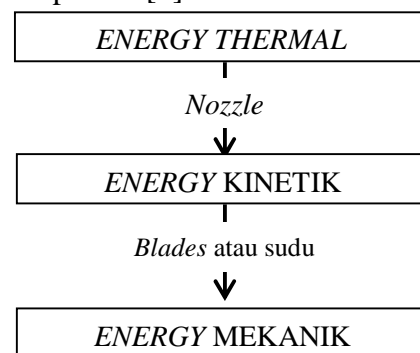 ENERGY THERMAL
Nozzle
ENERGY KINETIK
Blades atau sudu
ENERGY MEKANIK